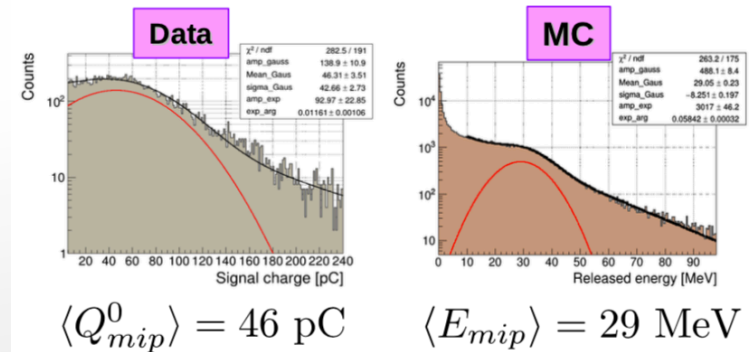 Data
χ² / ndf 282.5 / 191
amp_gauss 138.9 ± 10.9
Mean_Gaus 46.31 ± 3.51
sigma_Gaus 42.66 ± 2.73
amp_exp 92.97 ± 22.85
exp_arg 0.01161 ± 0.00106
Counts
10²
10
1
20 40 60 80 100 120 140 160 180 200 220 240
Signal charge [pC]
⟨Q⁰ₘᵢₚ⟩ = 46 pC
MC
χ² / ndf 263.2 / 175
amp_gauss 488.1 ± 8.4
Mean_Gaus 29.05 ± 0.23
sigma_Gaus −8.251 ± 0.197
amp_exp 3017 ± 46.2
exp_arg 0.05842 ± 0.00032
Counts
10⁴
10³
10²
10
0 10 20 30 40 50 60 70 80 90
Released energy [MeV]
⟨Eₘᵢₚ⟩ = 29 MeV